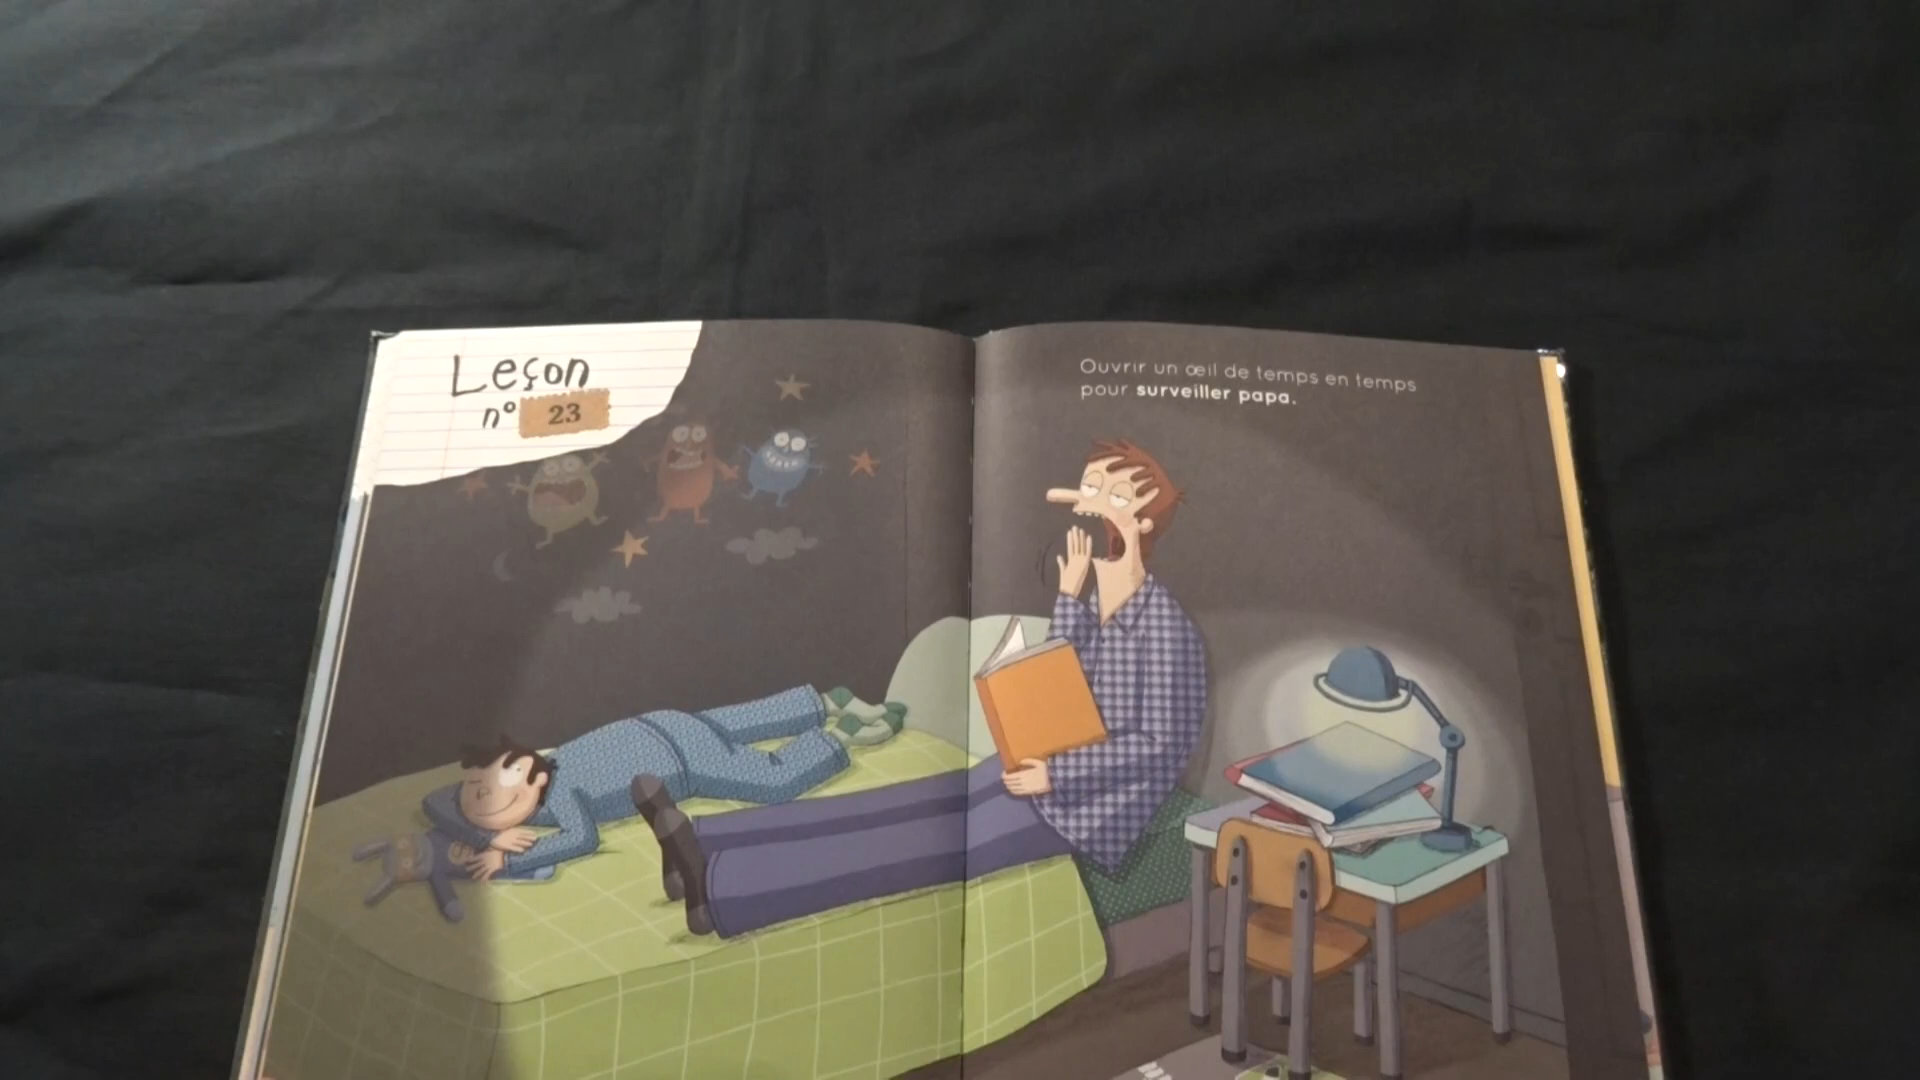 Leçon
n° 23
Ouvrir un œil de temps en temps
pour surveiller papa.